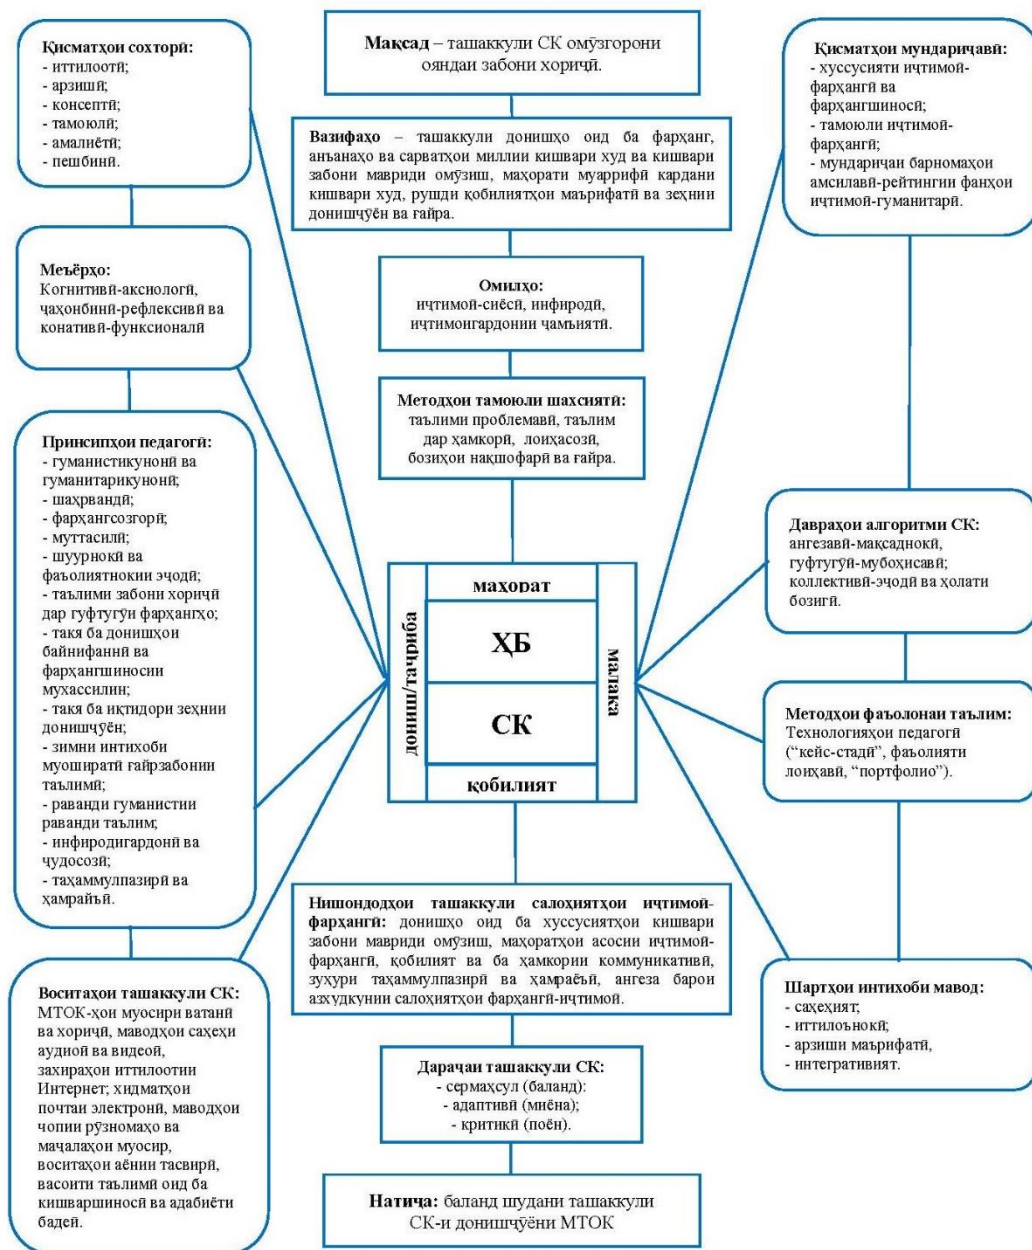 Қисматҳои сохторӣ:
- иттилоотӣ;
- арзишӣ;
- консептӣ;
- тамоюлӣ;
- амалиётӣ;
- пешбинӣ.
Меъёрҳо:
Когнитивӣ-аксиологӣ,
ҷаҳонбинӣ-рефлексивӣ ва
конативӣ-функсионалӣ
Принсипҳои педагогӣ:
- гуманистикунонӣ ва
гуманитарикунонӣ;
- шаҳрвандӣ;
- фарҳангсозгорӣ;
- муттасилӣ;
- шуурнокӣ ва
фаъолиятнокии эҷодӣ;
- таълими забони хориҷӣ
дар гуфтугӯи фарҳангҳо;
- такя ба донишҳои
байнифаннӣ ва
фарҳангшиносии
мухассилин;
- такя ба иқтидори зеҳнии
донишҷӯён;
- зимни интихоби
муоширатӣ ғайрзабонии
таълимӣ;
- раванди гуманистии
раванди таълим;
- инфиродигардонӣ ва
ҷудосозӣ;
- таҳаммулпазирӣ ва
ҳамрайъӣ.
Воситаҳои ташаккули СК:
МТОК-ҳои муосири ватанӣ
ва хориҷӣ, маводҳои саҳеҳи
аудиоӣ ва видеоӣ,
захираҳои иттилоотии
Интернет; хидматҳои
почтаи электронӣ, маводҳои
чопии рӯзномаҳо ва
маҷалаҳои муосир,
воситаҳои аёнии тасвирӣ,
васоити таълимӣ оид ба
кишваршиносӣ ва адабиёти
бадеӣ.
Мақсад – ташаккули СК омӯзгорони
ояндаи забони хориҷӣ.
Вазифаҳо – ташаккули донишҳо оид ба фарҳанг,
анъанаҳо ва сарватҳои миллии кишвари худ ва кишвари
забони мавриди омӯзиш, маҳорати муаррифӣ кардани
кишвари худ, рушди қобилиятҳои маърифатӣ ва зеҳнии
донишҷӯён ва ғайра.
Омилҳо:
иҷтимоӣ-сиёсӣ, инфиродӣ,
иҷтимоигардонии ҷамъиятӣ.
Методҳои тамоюли шахсиятӣ:
таълими проблемавӣ, таълим
дар ҳамкорӣ, лоиҳасозӣ,
бозиҳои нақшофарӣ ва ғайра.
маҳорат
дониш/таҷриба
ҲБ
СК
малака
қобилият
Нишондодҳои ташаккули салоҳиятҳои иҷтимоӣ-
фарҳангӣ: донишҳо оид ба хуссусиятҳои кишвари
забони мавриди омӯзиш, маҳоратҳои асосии иҷтимоӣ-
фарҳангӣ, қобилият ва ба ҳамкории коммуникативӣ,
зуҳури таҳаммулпазирӣ ва ҳамраёъӣ, ангеза барои
азхудкунии салоҳиятҳои фарҳангӣ-иҷтимоӣ.
Дараҷаи ташаккули СК:
- сермаҳсул (баланд):
- адаптивӣ (миёна);
- критикӣ (поён).
Натиҷа: баланд шудани ташаккули
СК-и донишҷӯёни МТОК
Қисматҳои мундариҷавӣ:
- хуссусияти иҷтимоӣ-
фарҳангӣ ва
фарҳангшиносӣ;
- тамоюли иҷтимоӣ-
фарҳангӣ;
- мундариҷаи барномаҳои
амсилавӣ-рейтингии фанҳои
иҷтимоӣ-гуманитарӣ.
Давраҳои алгоритми СК:
ангезавӣ-мақсаднокӣ,
гуфтугӯӣ-мубоҳисавӣ;
коллективӣ-эҷодӣ ва ҳолати
бозигӣ.
Методҳои фаъолонаи таълим:
Технологияҳои педагогӣ
(“кейс-стадӣ”, фаъолияти
лоиҳавӣ, “портфолио”).
Шартҳои интихоби мавод:
- саҳеҳият;
- иттилоънокӣ;
- арзиши маърифатӣ,
- интегративият.